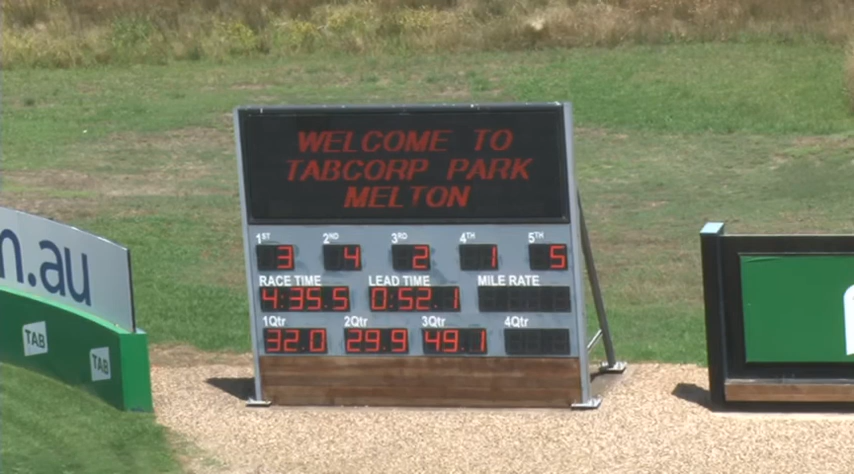 WELCOME TO
TABCORP PARK
MELTON
1ST 2ND 3RD 4TH 5TH
3 4 2 1 5
RACE TIME LEAD TIME MILE RATE
4:35.5 0:52.1
1Qtr 2Qtr 3Qtr 4Qtr
32.0 29.9 49.1
.au
TAB
TAB